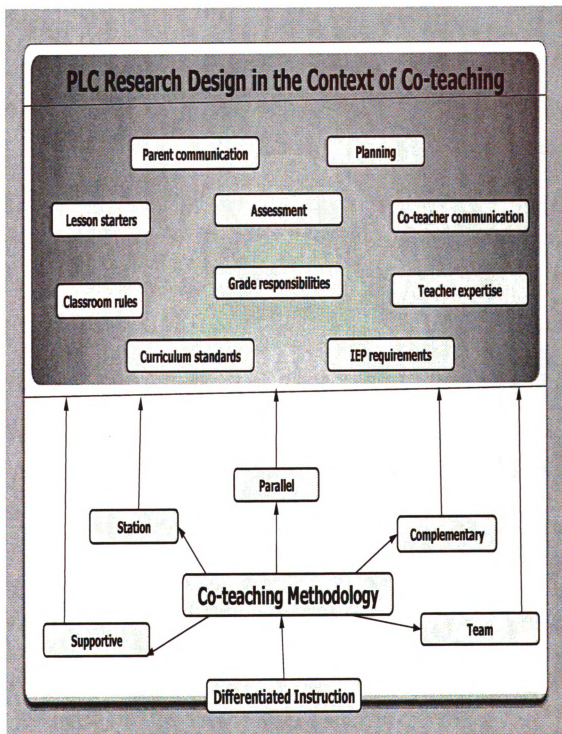 PLC Research Design in the Context of Co-teaching
Parent communication
Planning
Lesson starters
Assessment
Co-teacher communication
Classroom rules
Grade responsibilities
Teacher expertise
Curriculum standards
IEP requirements
Parallel
Station
Complementary
Co-teaching Methodology
Supportive
Team
Differentiated Instruction